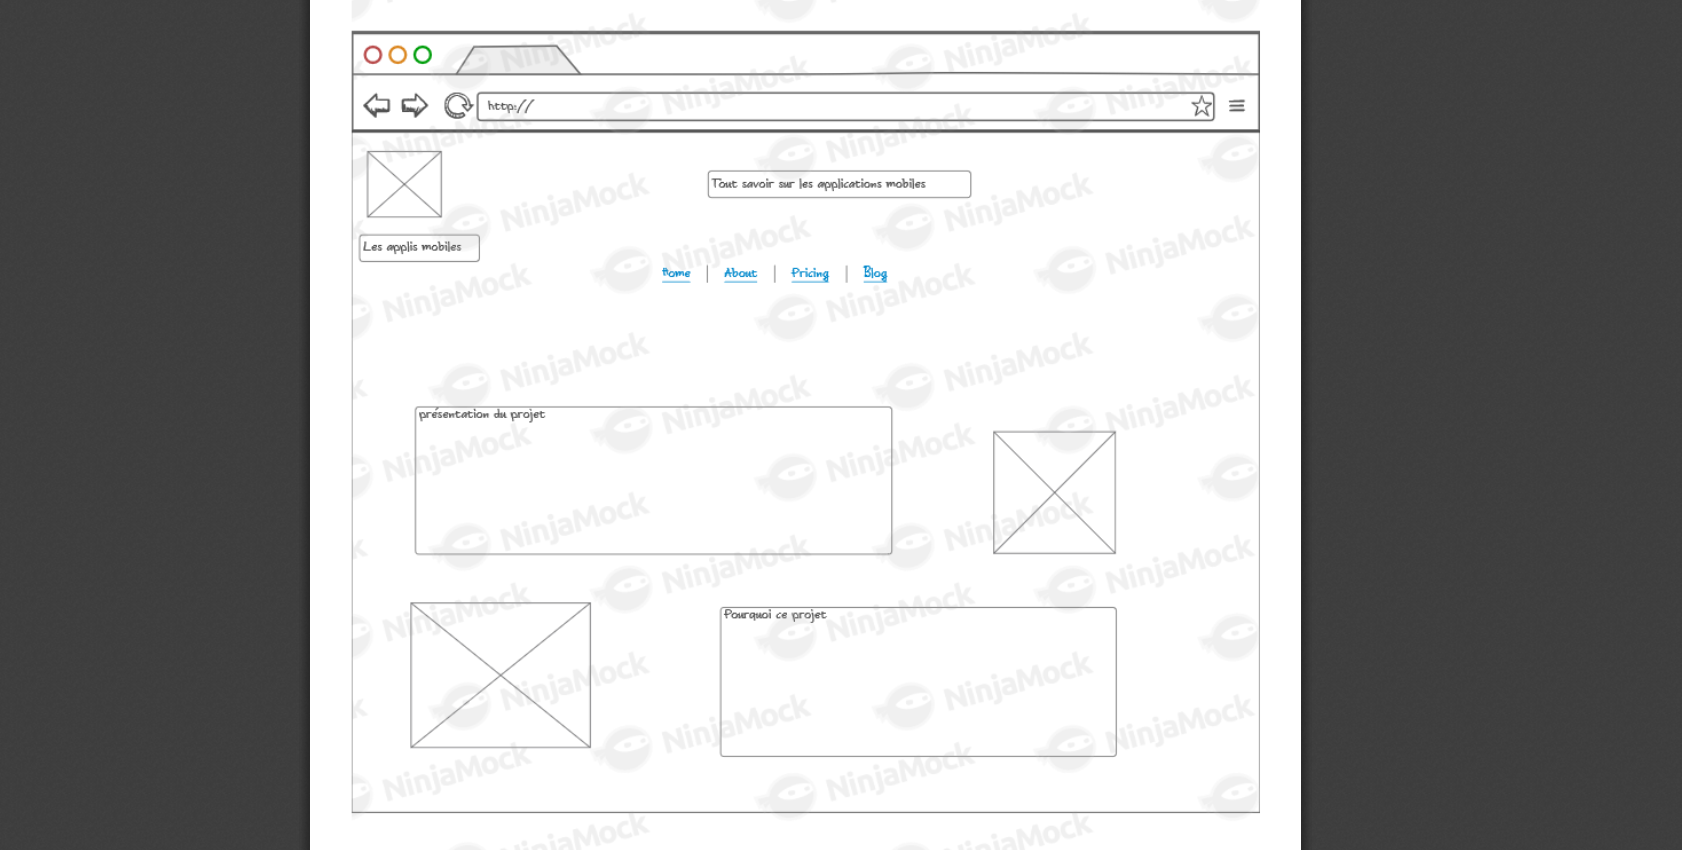 http://
Tout savoir sur les applications mobiles
Les applis mobiles
Home | About | Pricing | Blog
présentation du projet
Pourquoi ce projet
NinjaMock